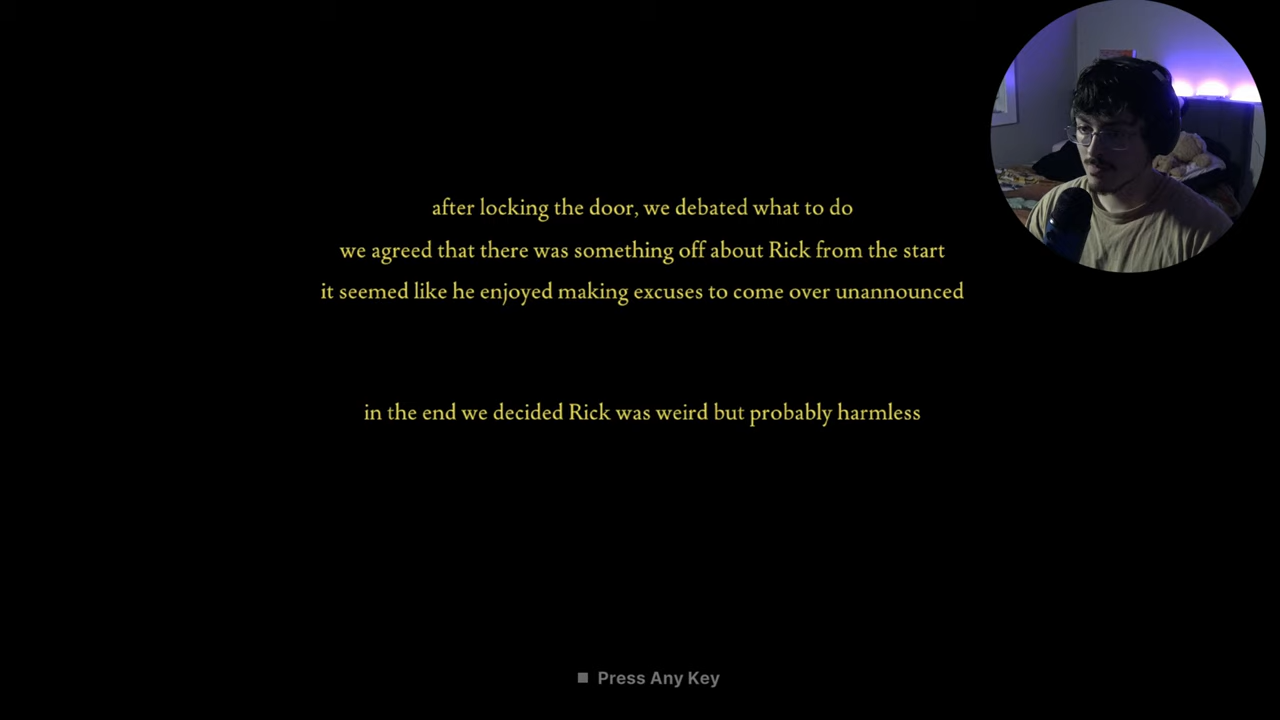 after locking the door, we debated what to do
we agreed that there was something off about Rick from the start
it seemed like he enjoyed making excuses to come over unannounced
in the end we decided Rick was weird but probably harmless
Press Any Key